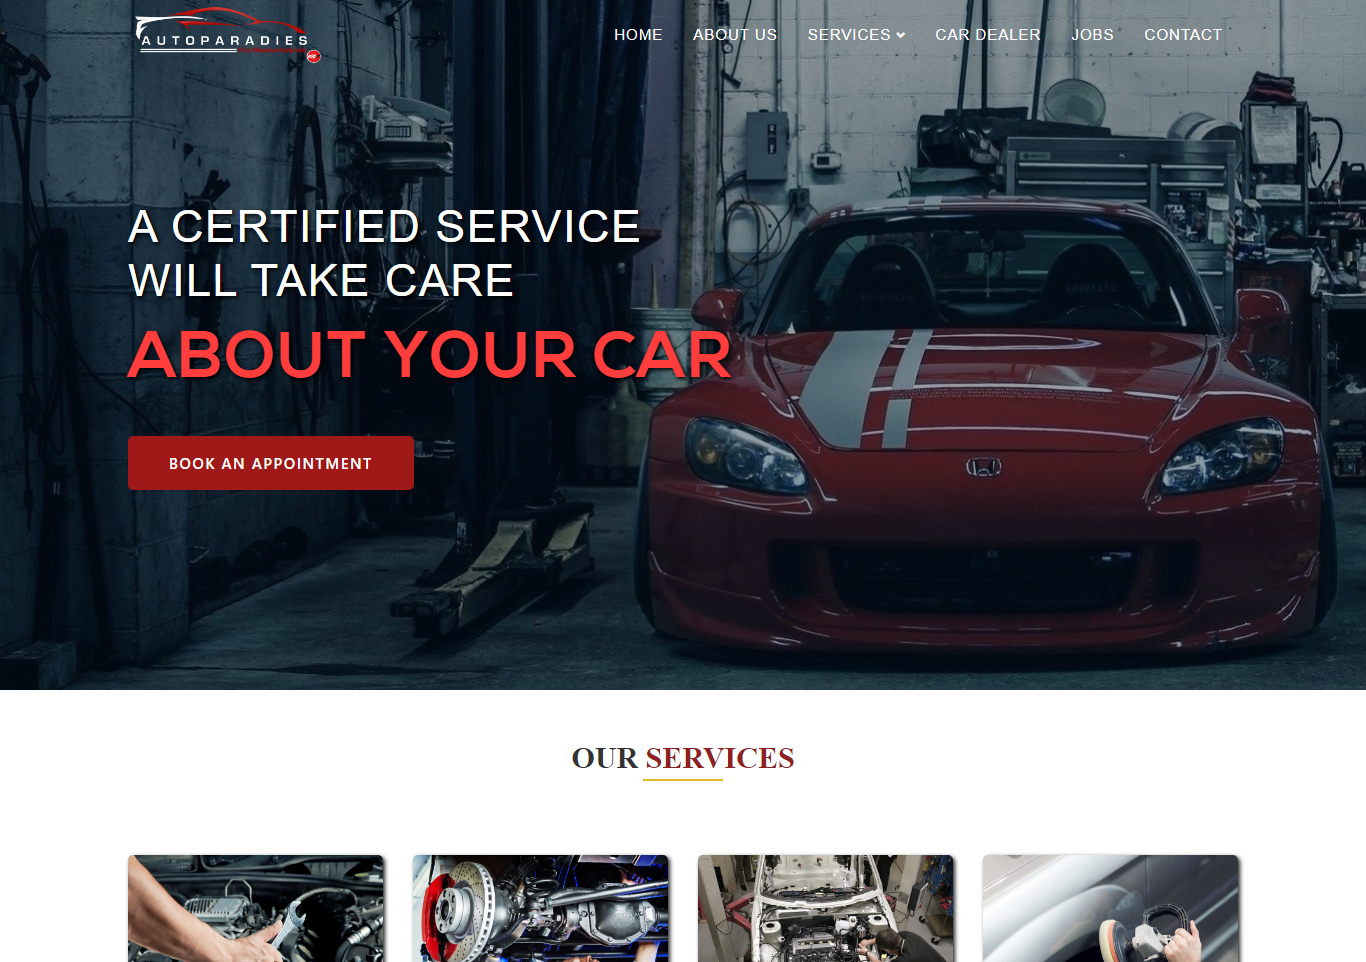 AUTOPARADIES
HOME
ABOUT US
SERVICES
CAR DEALER
JOBS
CONTACT
A CERTIFIED SERVICE
WILL TAKE CARE
ABOUT YOUR CAR
BOOK AN APPOINTMENT
OUR SERVICES